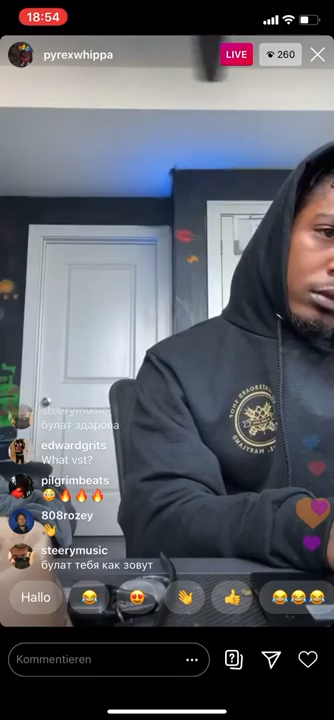 18:54
pyrexwhippa
LIVE
260
steerymusic
булат здарова
edwardgrits
What vst?
pilgrimbeats
😳🔥🔥🔥
808rozey
👋
steerymusic
булат тебя как зовут
Hallo 😂 😍 👋 👍 😂😂😂
Kommentieren